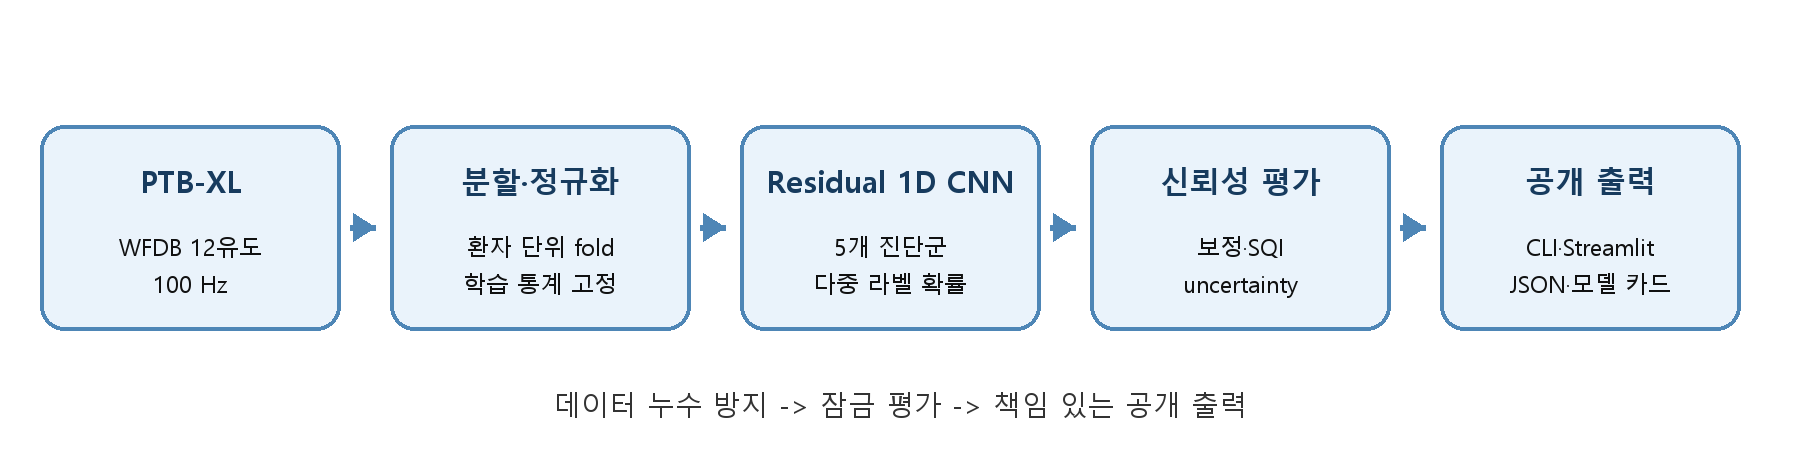 PTB-XL
WFDB 12유도
100 Hz
분할·정규화
환자 단위 fold
학습 통계 고정
Residual 1D CNN
5개 진단군
다중 라벨 확률
신뢰성 평가
보정·SQI
uncertainty
공개 출력
CLI·Streamlit
JSON·모델 카드
데이터 누수 방지 -> 잠금 평가 -> 책임 있는 공개 출력